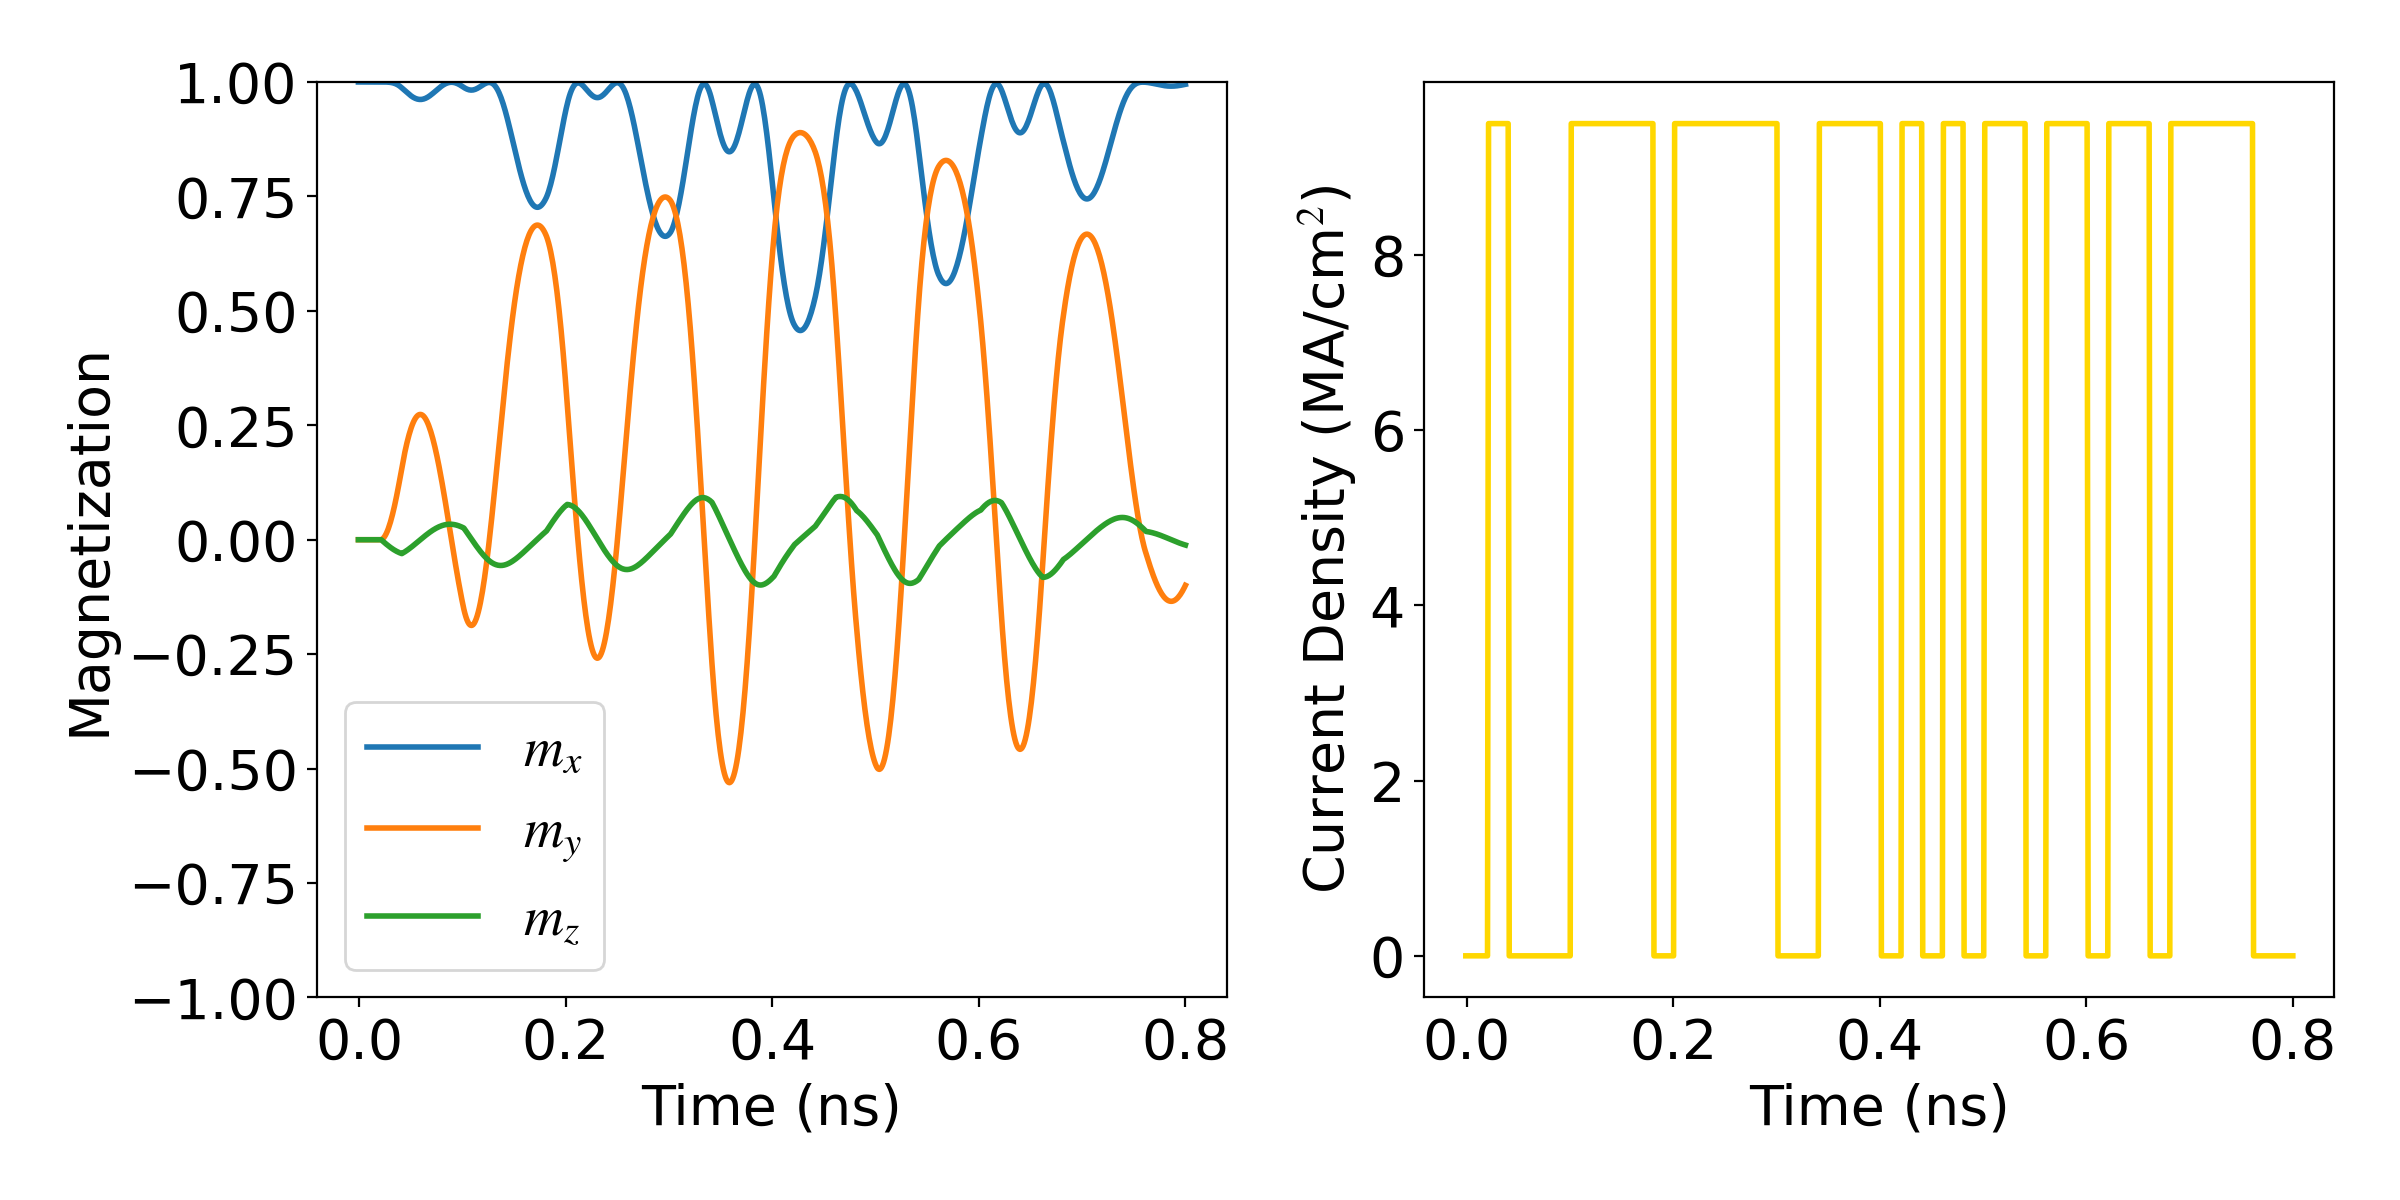 1.00
0.75
0.50
0.25
0.00
−0.25
−0.50
−0.75
−1.00
Magnetization
m_x
m_y
m_z
0.0 0.2 0.4 0.6 0.8
Time (ns)
8
6
4
2
0
Current Density (MA/cm²)
0.0 0.2 0.4 0.6 0.8
Time (ns)